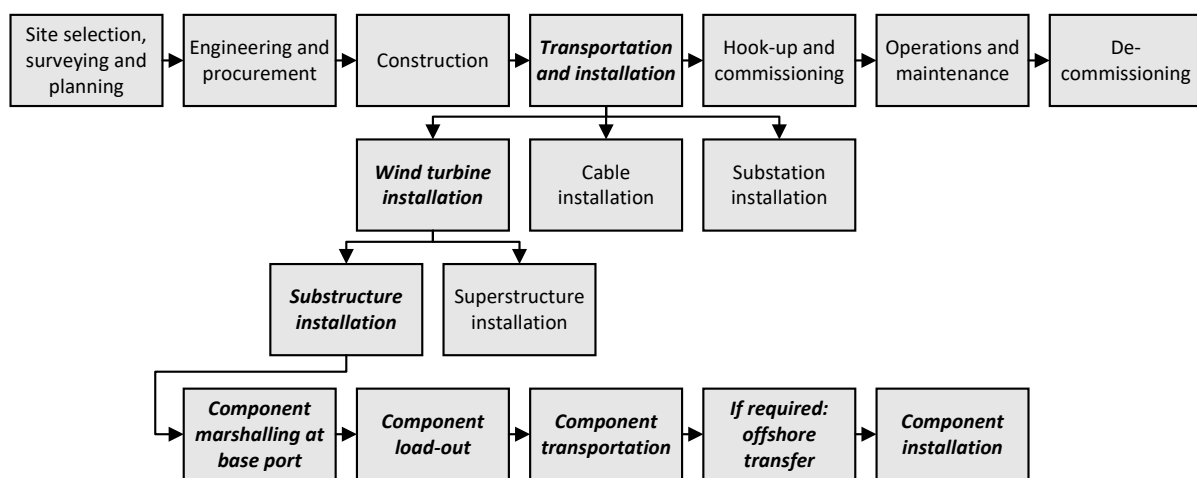 Site selection,
surveying and
planning
Engineering and
procurement
Construction
Transportation
and installation
Hook-up and
commissioning
Operations and
maintenance
De-
commissioning
Wind turbine
installation
Cable
installation
Substation
installation
Substructure
installation
Superstructure
installation
Component
marshalling at
base port
Component
load-out
Component
transportation
If required:
offshore
transfer
Component
installation